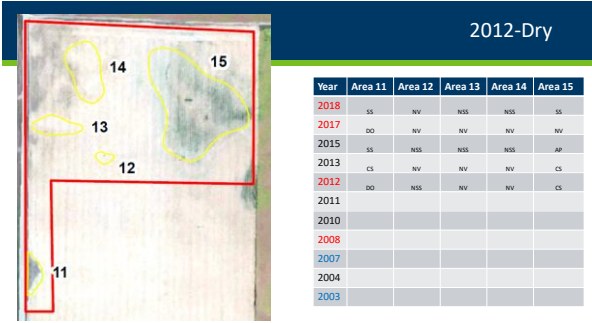 2012-Dry
14
15
13
12
11
Year Area 11 Area 12 Area 13 Area 14 Area 15
2018 SS NV NSS NSS SS
2017 DO NV NV NV NV
2015 SS NSS NSS NSS AP
2013 CS NV NV NV CS
2012 DO NSS NV NV CS
2011
2010
2008
2007
2004
2003